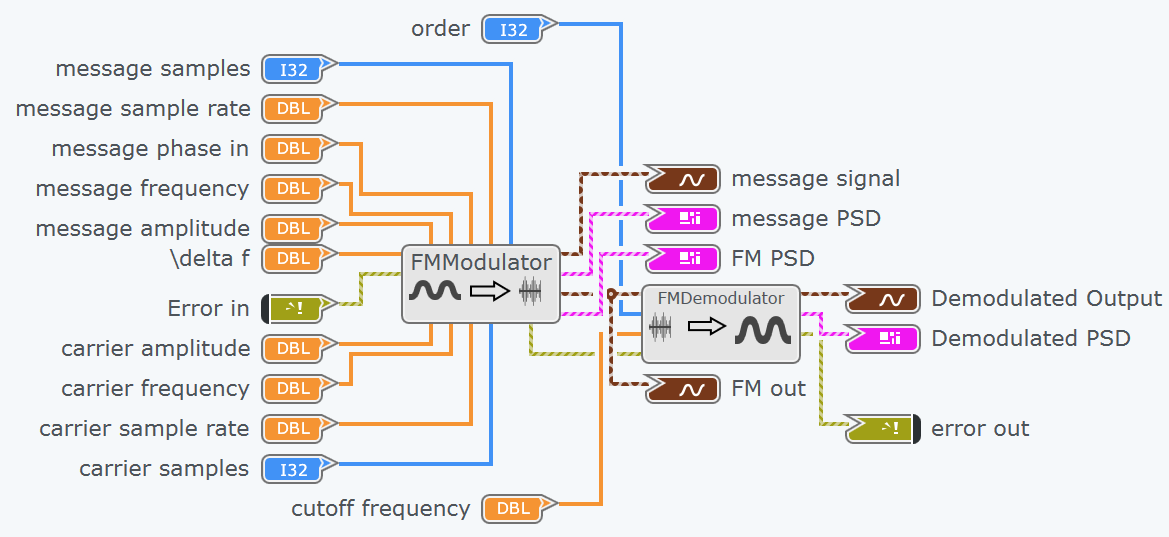 order I32
message samples I32
message sample rate DBL
message phase in DBL
message frequency DBL
message amplitude DBL
\delta f DBL
Error in !
carrier amplitude DBL
carrier frequency DBL
carrier sample rate DBL
carrier samples I32
cutoff frequency DBL
FMModulator
message signal
message PSD
FM PSD
FMDemodulator
FM out
Demodulated Output
Demodulated PSD
! error out